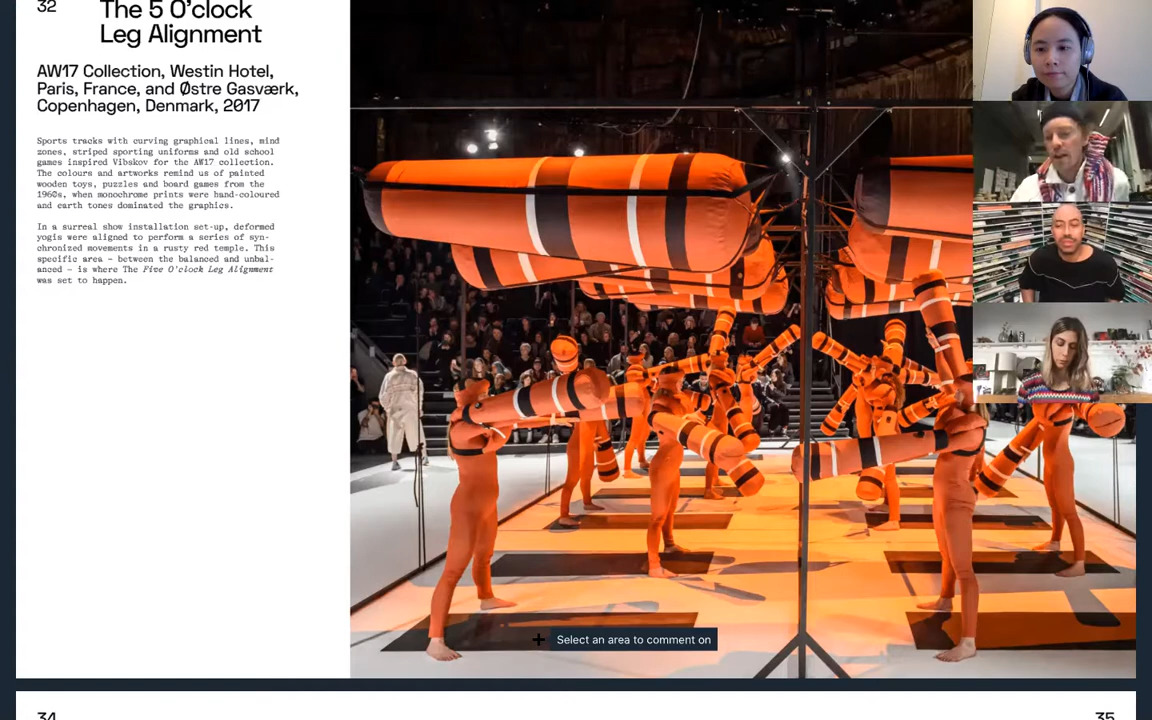 32
The 5 O'clock
Leg Alignment
AW17 Collection, Westin Hotel,
Paris, France, and Østre Gasværk,
Copenhagen, Denmark, 2017
Sports tracks with curving graphical lines, mind
zones, striped sporting uniforms and old school
games inspired Vibskov for the AW17 collection.
The colours and artworks remind us of painted
wooden toys, puzzles and board games from the
1960s, when monochrome prints were hand-coloured
and earth tones dominated the graphics.
In a surreal show installation set-up, deformed
yogis were aligned to perform a series of syn-
chronized movements in a rusty red temple. This
specific area – between the balanced and unbal-
anced – is where The Five O'clock Leg Alignment
was set to happen.
Select an area to comment on
34
35